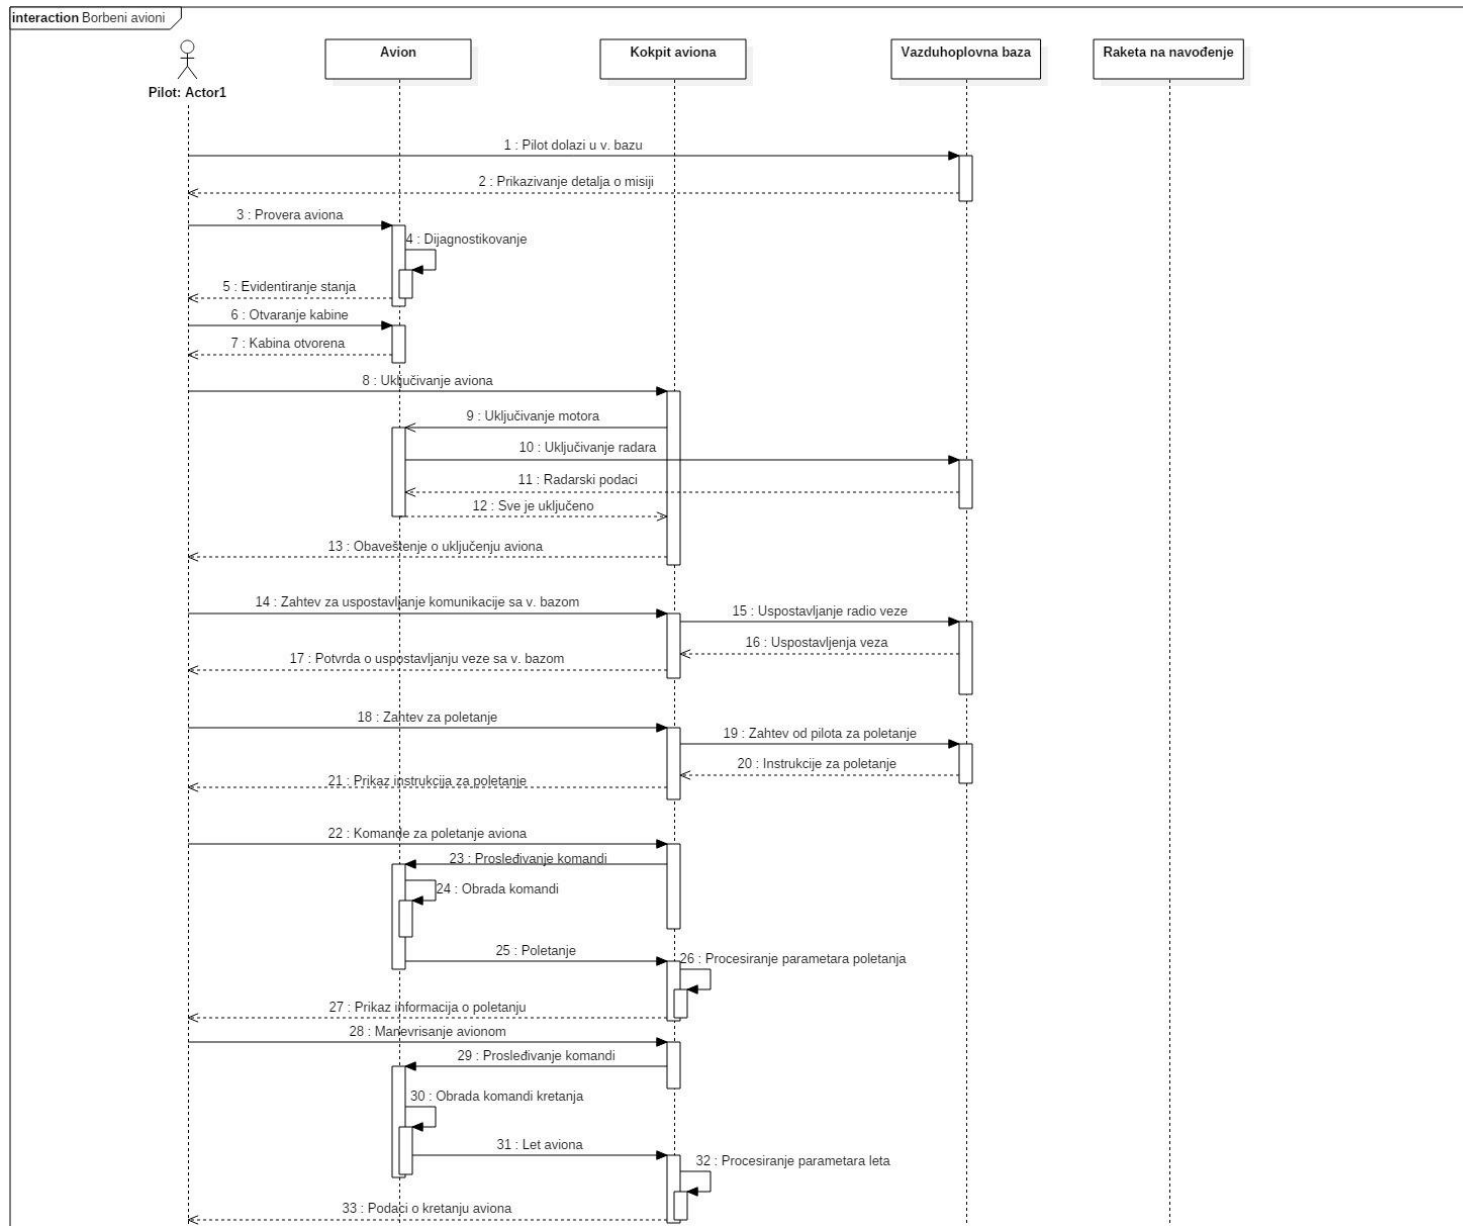 interaction Borbeni avioni
Avion
Kokpit aviona
Vazduhoplovna baza
Raketa na navođenje
Pilot: Actor1
1 : Pilot dolazi u v. bazu
2 : Prikazivanje detalja o misiji
3 : Provera aviona
4 : Dijagnostikovanje
5 : Evidentiranje stanja
6 : Otvaranje kabine
7 : Kabina otvorena
8 : Uključivanje aviona
9 : Uključivanje motora
10 : Uključivanje radara
11 : Radarski podaci
12 : Sve je uključeno
13 : Obaveštenje o uključenju aviona
14 : Zahtev za uspostavljanje komunikacije sa v. bazom
15 : Uspostavljanje radio veze
16 : Uspostavljenja veza
17 : Potvrda o uspostavljanju veze sa v. bazom
18 : Zahtev za poletanje
19 : Zahtev od pilota za poletanje
20 : Instrukcije za poletanje
21 : Prikaz instrukcija za poletanje
22 : Komande za poletanje aviona
23 : Prosleđivanje komandi
24 : Obrada komandi
25 : Poletanje
26 : Procesiranje parametara poletanja
27 : Prikaz informacija o poletanju
28 : Manevrisanje avionom
29 : Prosleđivanje komandi
30 : Obrada komandi kretanja
31 : Let aviona
32 : Procesiranje parametara leta
33 : Podaci o kretanju aviona